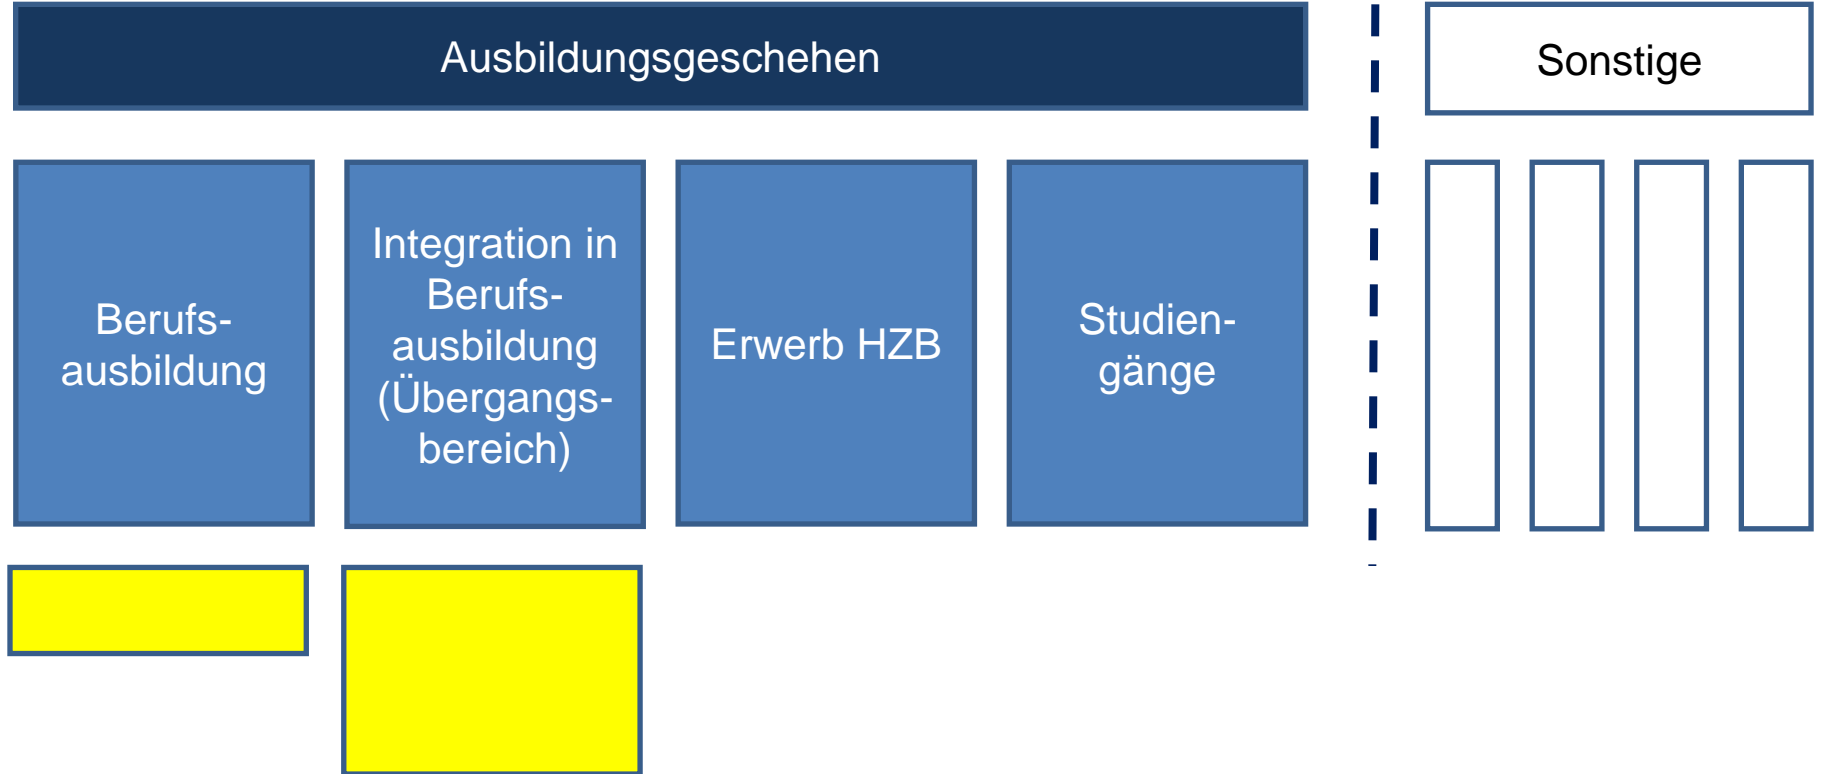 Ausbildungsgeschehen
Sonstige
Berufs-
ausbildung
Integration in
Berufs-
ausbildung
(Übergangs-
bereich)
Erwerb HZB
Studien-
gänge